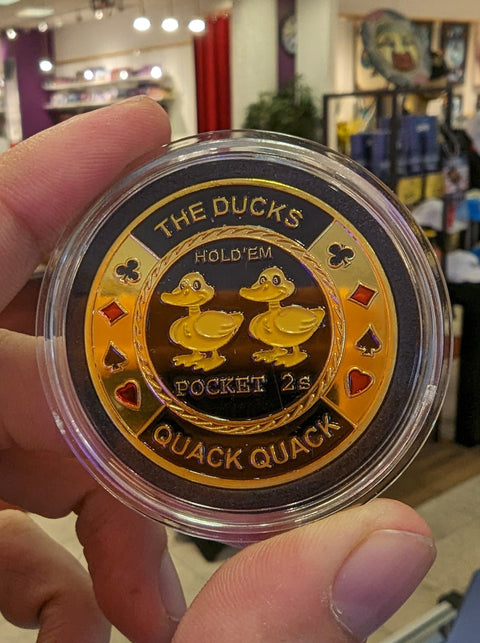 THE DUCKS
HOLD'EM
POCKET 2s
QUACK QUACK